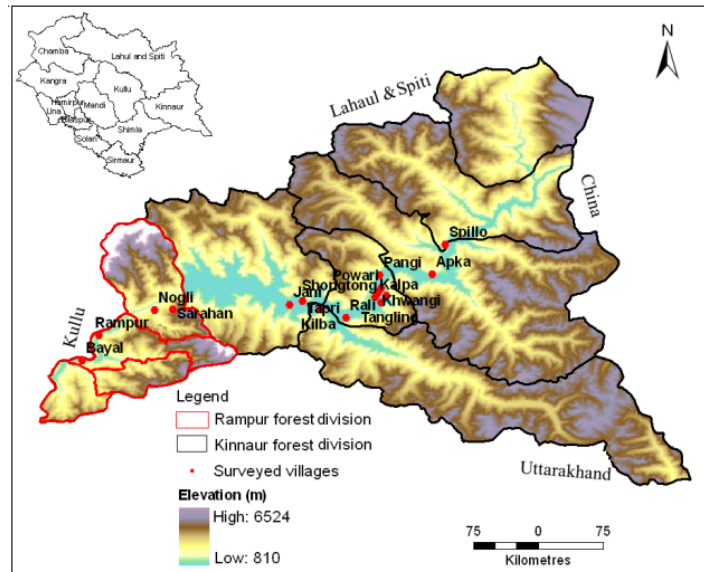 N
Chamba
Lahul and Spiti
Kangra
Kullu
Hamirpur
Mandi
Una
Bilaspur
Kinnaur
Shimla
Solan
Sirmaur
Lahaul & Spiti
China
Spillo
Pangi
Apka
Powari
Shongtong
Kalpa
Jani
Rali
Khwangi
Tapri
Tangling
Kilba
Nogli
Sarahan
Rampur
Kullu
Bayal
Uttarakhand
Legend
Rampur forest division
Kinnaur forest division
Surveyed villages
Elevation (m)
High: 6524
Low: 810
75 0 75
Kilometres